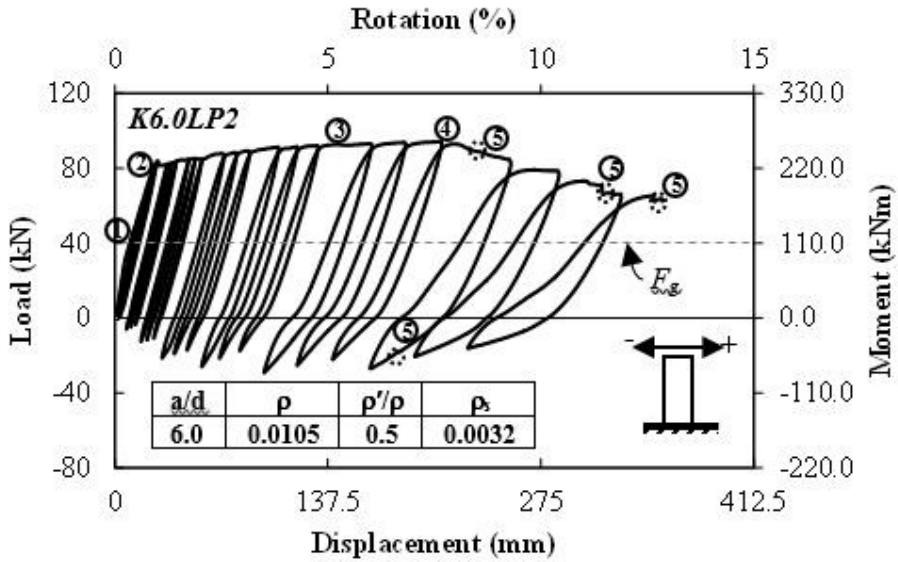 Rotation (%)
0 5 10 15
120 330.0
K6.0LP2
③ ④ ⑤
②
80 220.0
⑤ ⑤
①
40 110.0
F_g
0 0.0
⑤
- +
-40 -110.0
a/d ρ ρ'/ρ ρs
6.0 0.0105 0.5 0.0032
-80 -220.0
0 137.5 275 412.5
Displacement (mm)
Load (kN)
Moment (kNm)